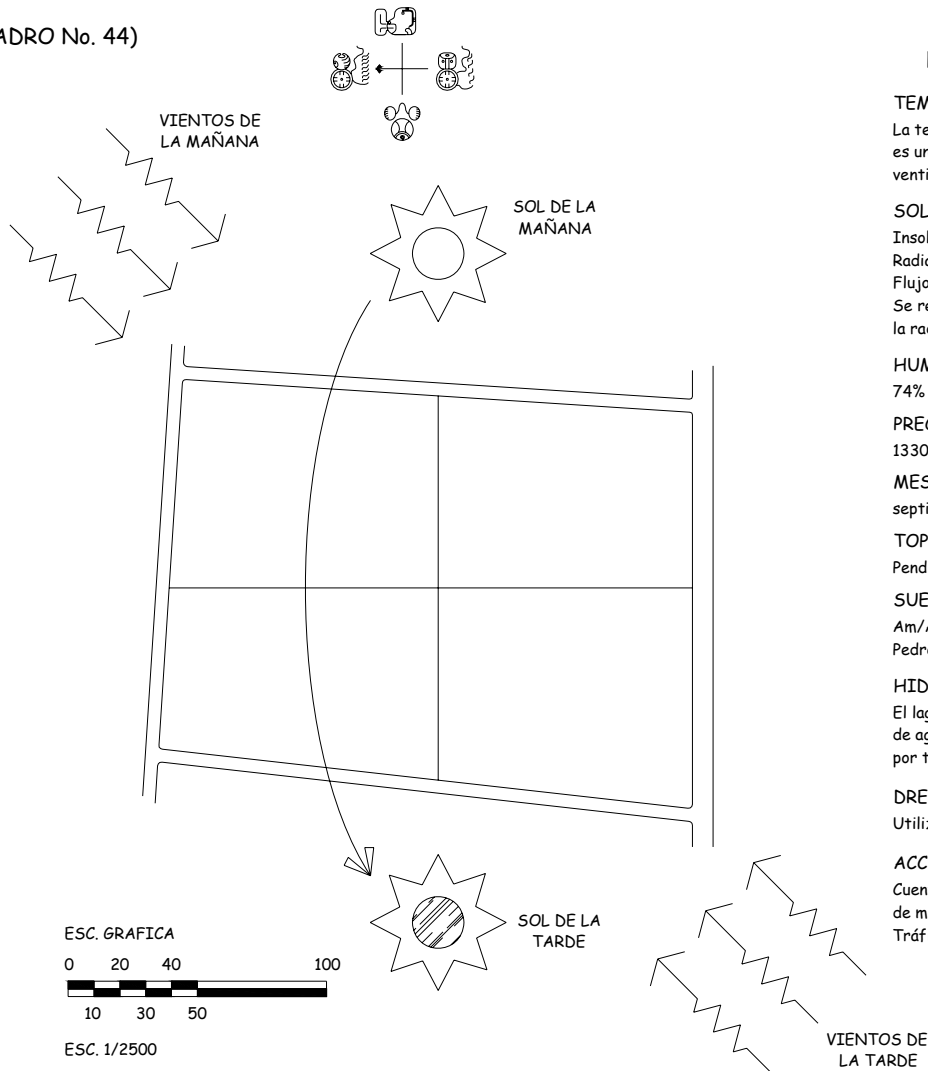 ADRO No. 44)
VIENTOS DE
LA MAÑANA
SOL DE LA
MAÑANA
SOL DE LA
TARDE
VIENTOS DE
LA TARDE
ESC. GRAFICA
0 20 40 100
10 30 50
ESC. 1/2500
TEM
La te
es un
venti
SOL
Insol
Radia
Flujo
Se re
la rad
HUM
74%
PREC
1330
MES
septi
TOP
Pend
SUE
Am/A
Pedre
HID
El lag
de ag
por t
DRE
Utiliz
ACC
Cuen
de m
Tráf